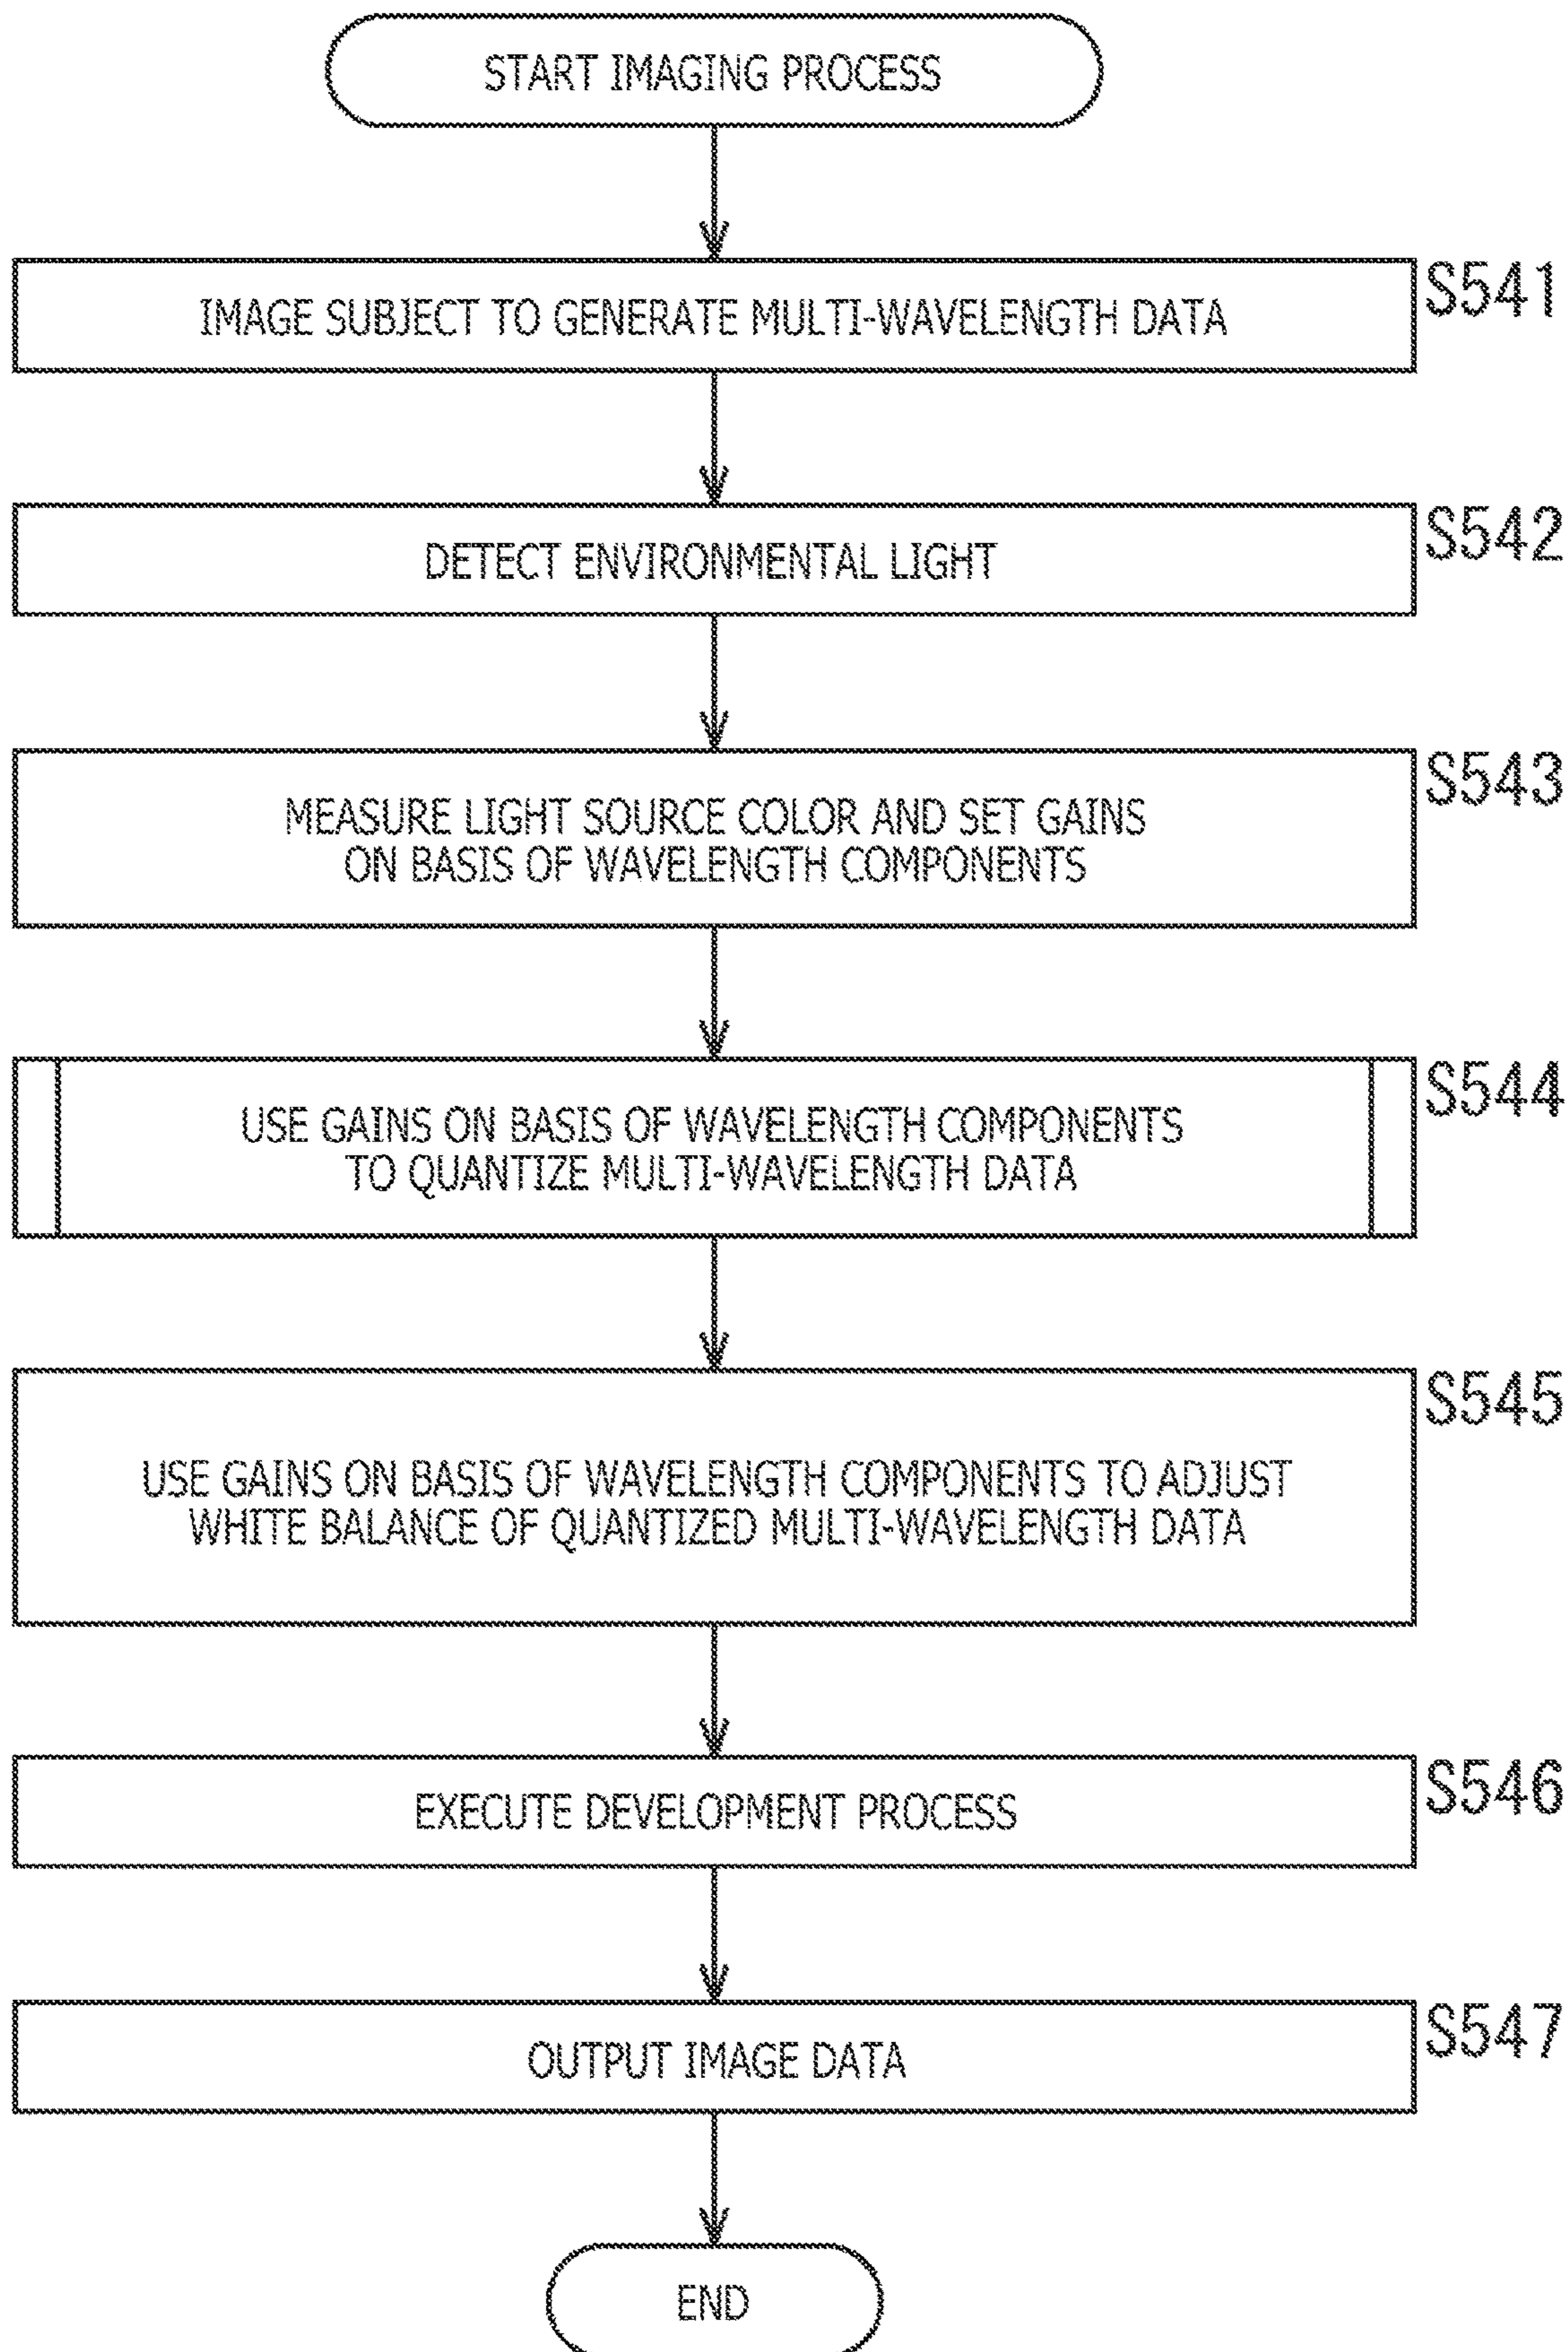 START IMAGING PROCESS
IMAGE SUBJECT TO GENERATE MULTI-WAVELENGTH DATA
S541
DETECT ENVIRONMENTAL LIGHT
S542
MEASURE LIGHT SOURCE COLOR AND SET GAINS
ON BASIS OF WAVELENGTH COMPONENTS
S543
USE GAINS ON BASIS OF WAVELENGTH COMPONENTS
TO QUANTIZE MULTI-WAVELENGTH DATA
S544
USE GAINS ON BASIS OF WAVELENGTH COMPONENTS TO ADJUST
WHITE BALANCE OF QUANTIZED MULTI-WAVELENGTH DATA
S545
EXECUTE DEVELOPMENT PROCESS
S546
OUTPUT IMAGE DATA
S547
END